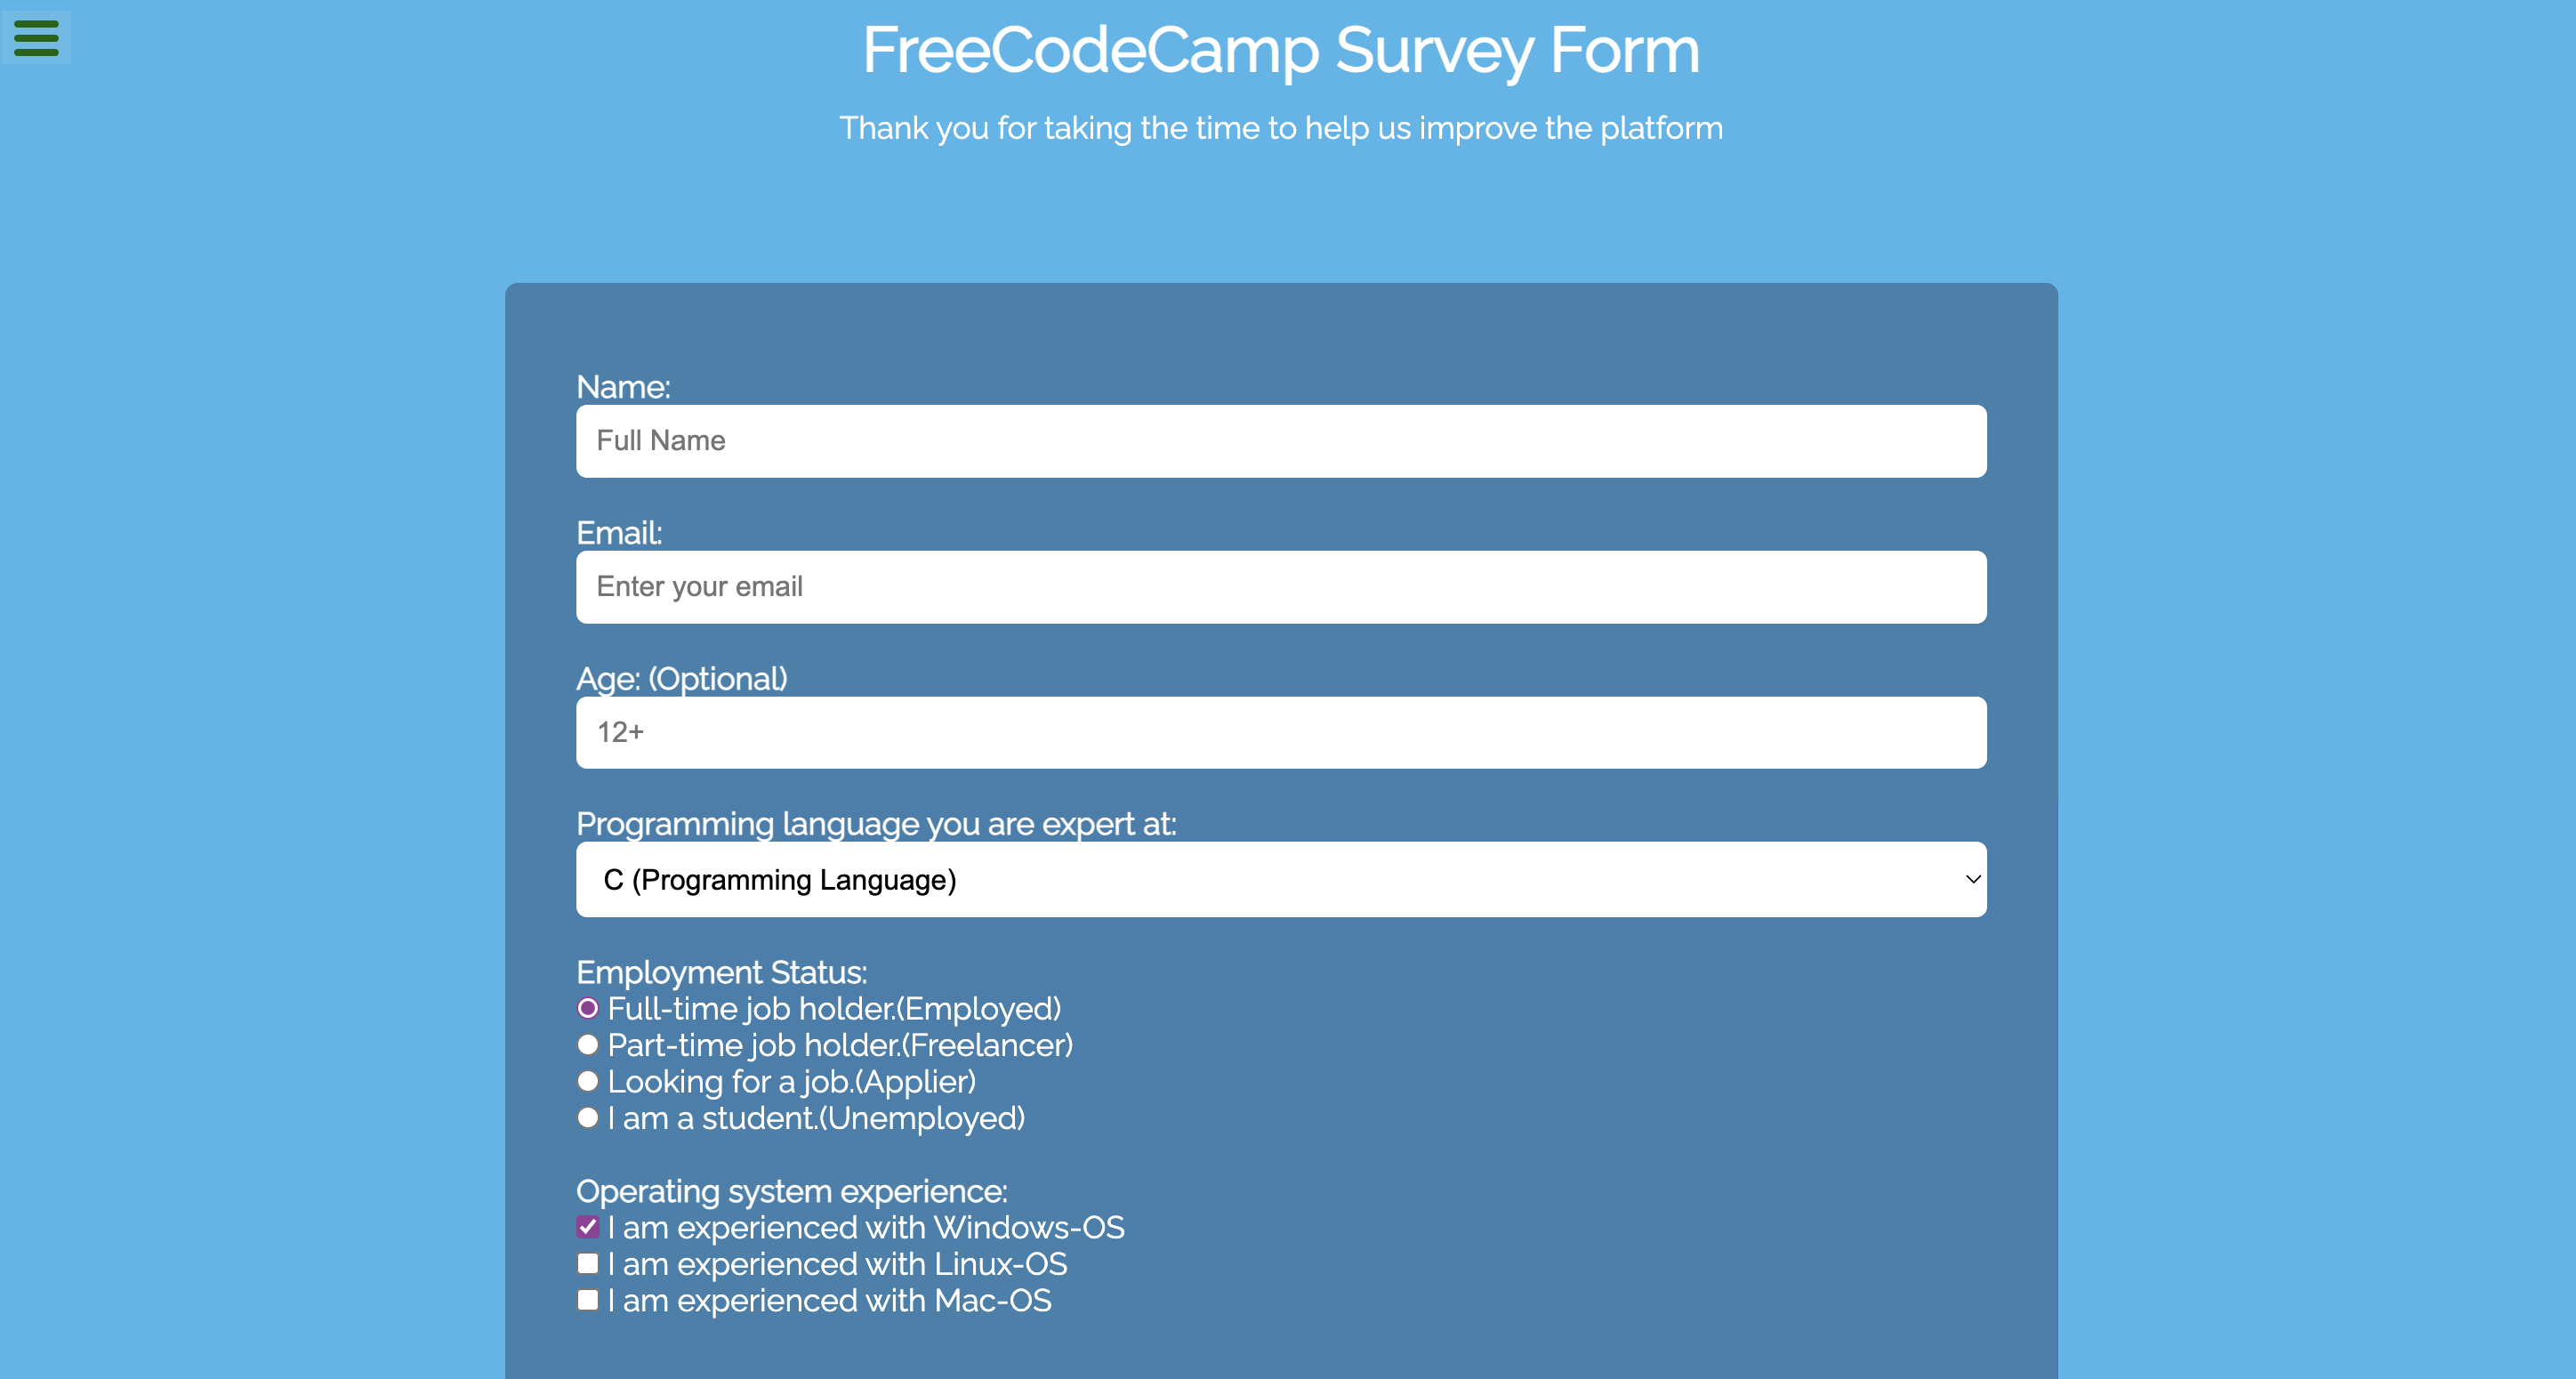 FreeCodeCamp Survey Form
Thank you for taking the time to help us improve the platform
Name:
Full Name
Email:
Enter your email
Age: (Optional)
12+
Programming language you are expert at:
C (Programming Language)
Employment Status:
Full-time job holder.(Employed)
Part-time job holder.(Freelancer)
Looking for a job.(Applier)
I am a student.(Unemployed)
Operating system experience:
I am experienced with Windows-OS
I am experienced with Linux-OS
I am experienced with Mac-OS